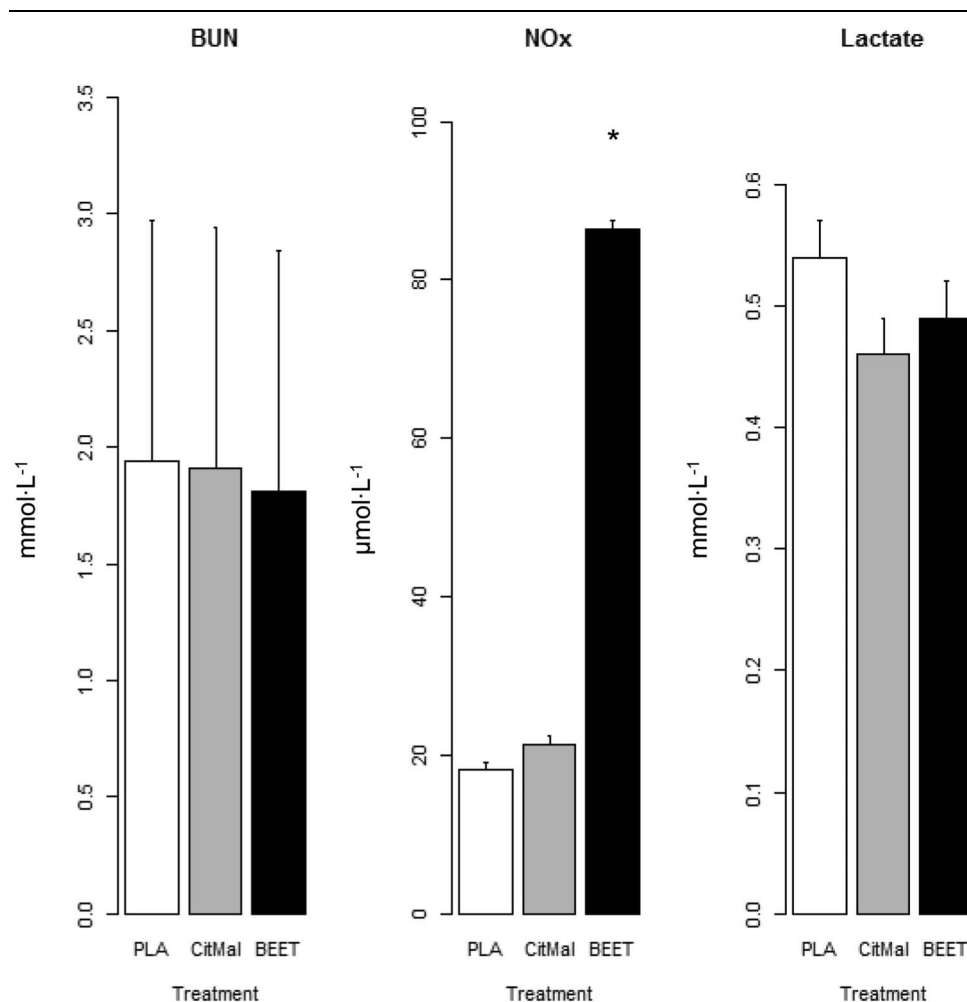 BUN
mmol·L⁻¹
3.5
3.0
2.5
2.0
1.5
1.0
0.5
0.0
PLA CitMal BEET
Treatment
NOx
µmol·L⁻¹
100
80
60
40
20
0
*
PLA CitMal BEET
Treatment
Lactate
mmol·L⁻¹
0.6
0.5
0.4
0.3
0.2
0.1
0.0
PLA CitMal BEET
Treatment